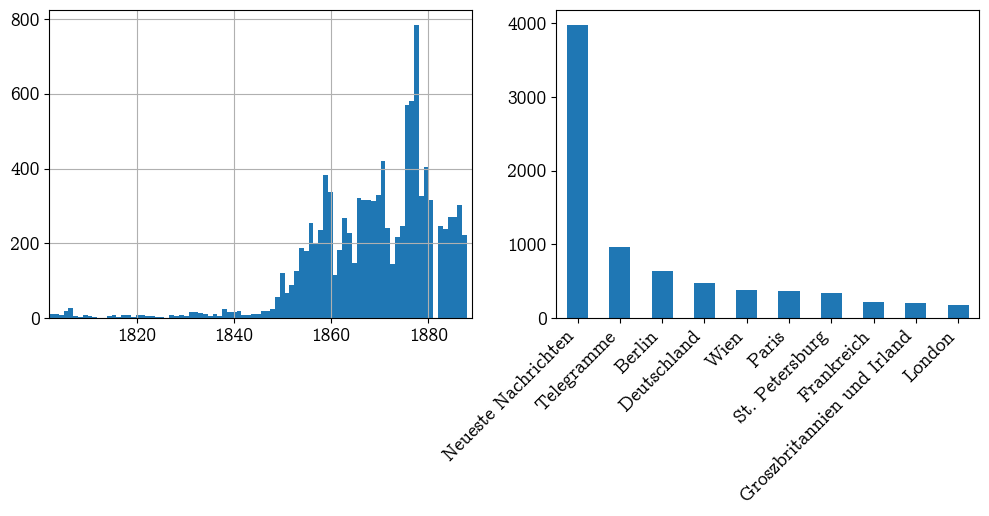 800
600
400
200
0
1820 1840 1860 1880
4000
3000
2000
1000
0
Neueste Nachrichten
Telegramme
Berlin
Deutschland
Wien
Paris
St. Petersburg
Frankreich
Groszbritannien und Irland
London